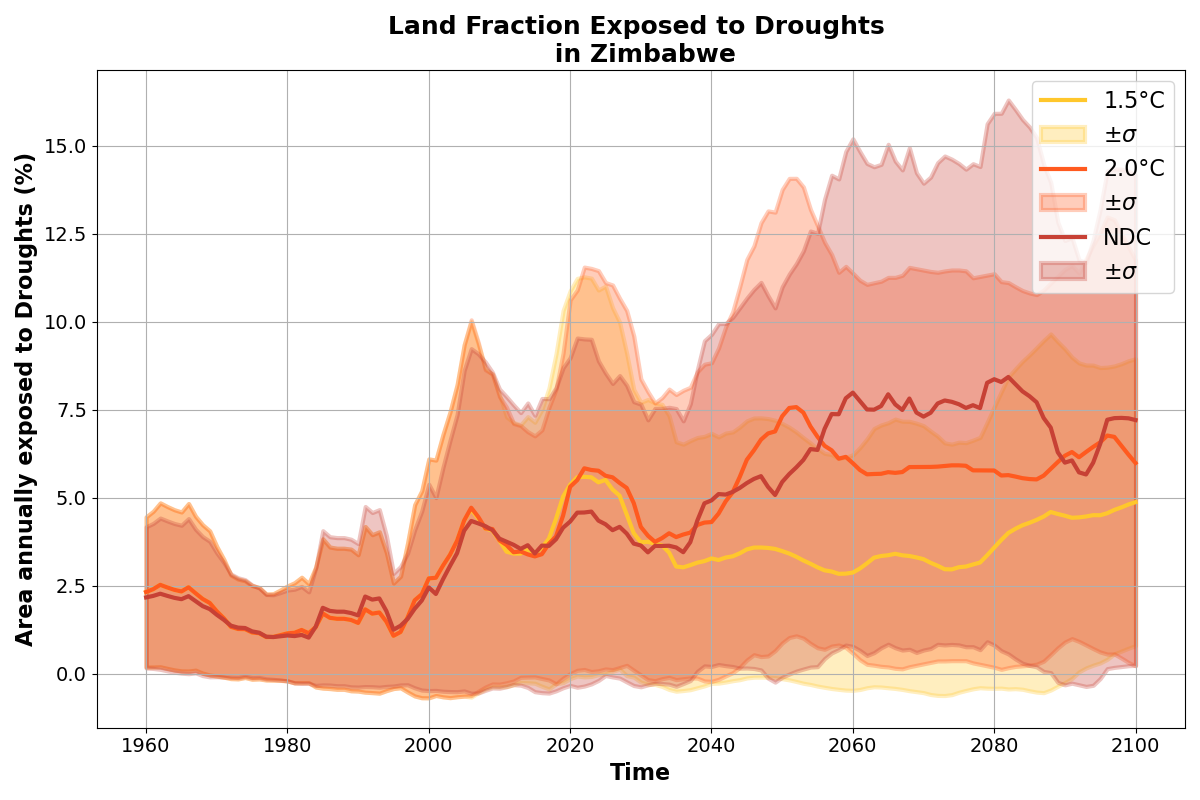 Land Fraction Exposed to Droughts
in Zimbabwe
Area annually exposed to Droughts (%)
15.0
12.5
10.0
7.5
5.0
2.5
0.0
1960
1980
2000
2020
2040
2060
2080
2100
Time
1.5°C
±σ
2.0°C
±σ
NDC
±σ